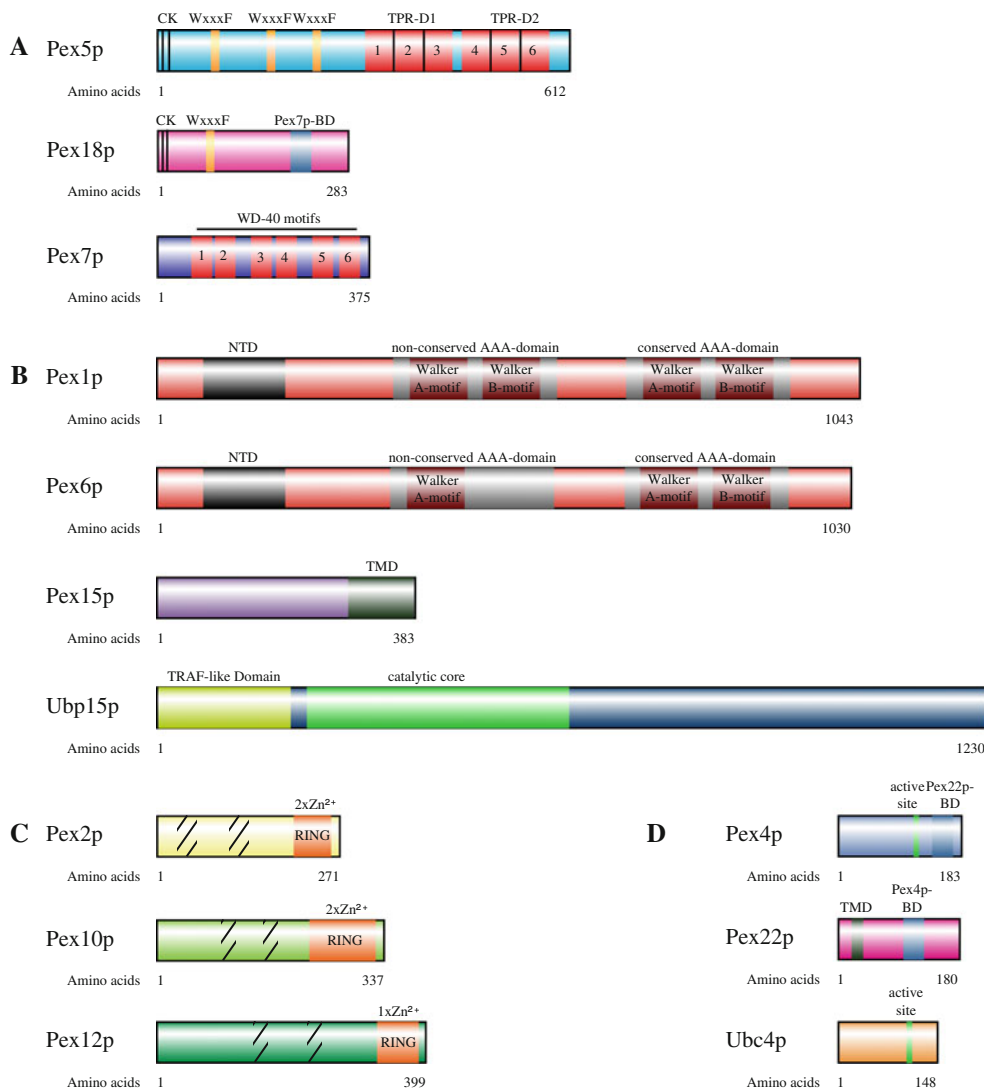 CK WxxxF WxxxF WxxxF TPR-D1 TPR-D2
A Pex5p 1 2 3 4 5 6
Amino acids 1 612
CK WxxxF Pex7p-BD
Pex18p
Amino acids 1 283
WD-40 motifs
Pex7p 1 2 3 4 5 6
Amino acids 1 375
NTD non-conserved AAA-domain conserved AAA-domain
B Pex1p Walker A-motif Walker B-motif Walker A-motif Walker B-motif
Amino acids 1 1043
NTD non-conserved AAA-domain conserved AAA-domain
Pex6p Walker A-motif Walker A-motif Walker B-motif
Amino acids 1 1030
TMD
Pex15p
Amino acids 1 383
TRAF-like Domain catalytic core
Ubp15p
Amino acids 1 1230
2xZn²⁺
C Pex2p RING
Amino acids 1 271
2xZn²⁺
Pex10p RING
Amino acids 1 337
1xZn²⁺
Pex12p RING
Amino acids 1 399
active site Pex22p-BD
D Pex4p
Amino acids 1 183
TMD Pex4p-BD
Pex22p
Amino acids 1 180
active site
Ubc4p
Amino acids 1 148